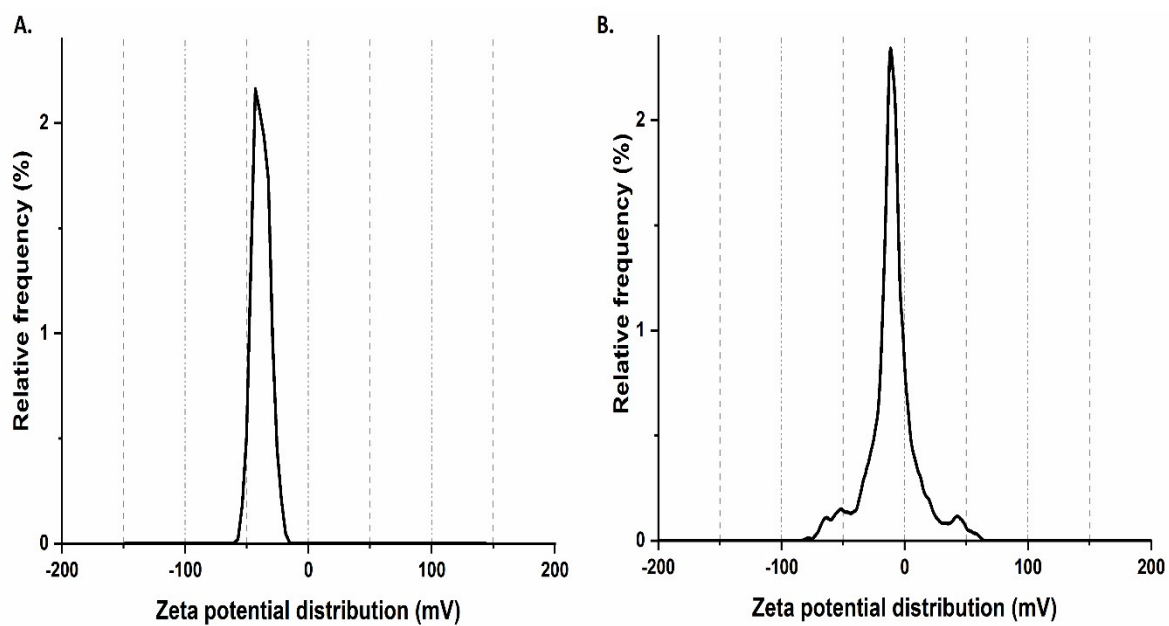 A.
Relative frequency (%)
2
1
0
-200 -100 0 100 200
Zeta potential distribution (mV)
B.
Relative frequency (%)
2
1
0
-200 -100 0 100 200
Zeta potential distribution (mV)